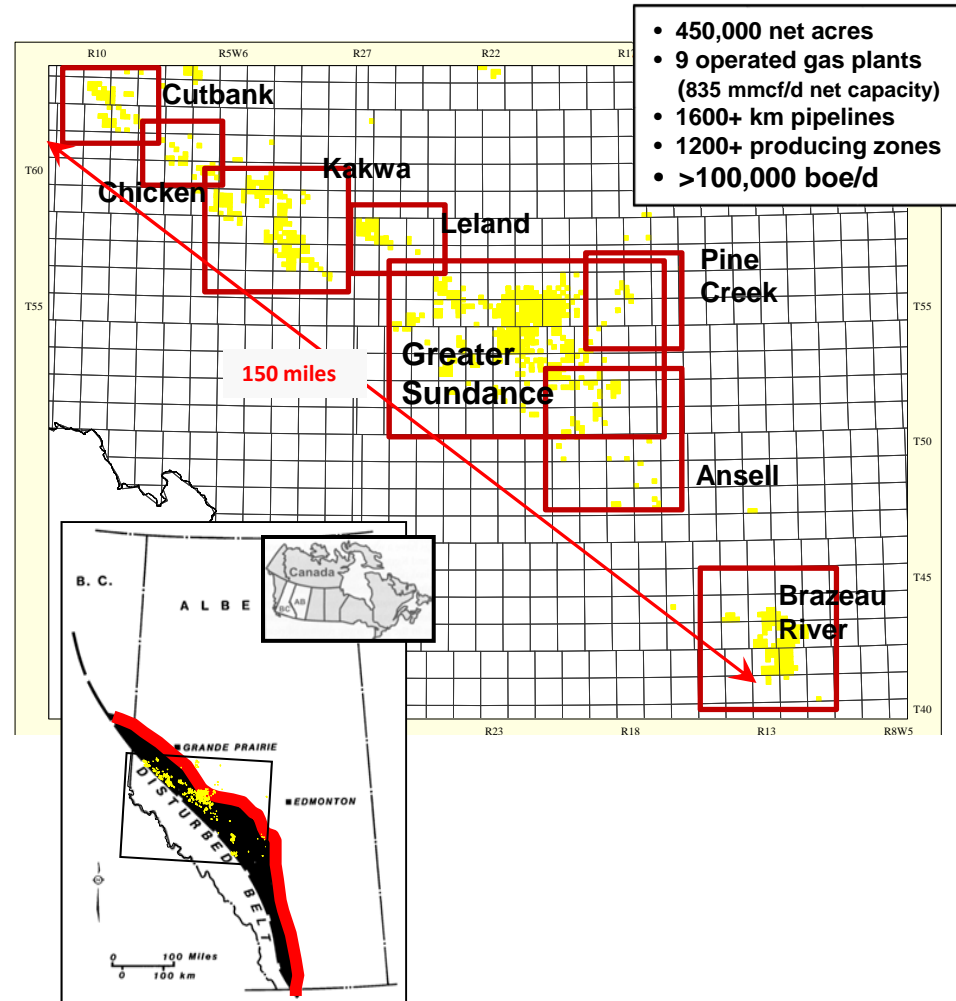 • 450,000 net acres
• 9 operated gas plants
(835 mmcf/d net capacity)
• 1600+ km pipelines
• 1200+ producing zones
• >100,000 boe/d
R10
R5W6
R27
R22
Cutbank
T60
Kakwa
Chicken
Leland
Pine
Creek
T55
T55
Greater
Sundance
150 miles
T50
Ansell
T45
Brazeau
River
T40
R23
R18
R13
R8W5
B. C.
ALBE
Canada
BC
AB
GRANDE PRAIRIE
EDMONTON
DISTURBED BELT
0 100 Miles
0 100 km